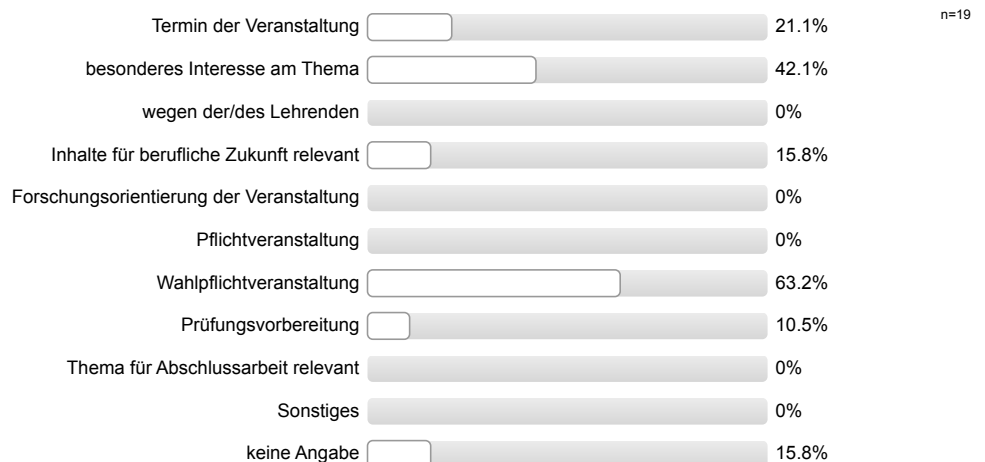 n=19
Termin der Veranstaltung 21.1%
besonderes Interesse am Thema 42.1%
wegen der/des Lehrenden 0%
Inhalte für berufliche Zukunft relevant 15.8%
Forschungsorientierung der Veranstaltung 0%
Pflichtveranstaltung 0%
Wahlpflichtveranstaltung 63.2%
Prüfungsvorbereitung 10.5%
Thema für Abschlussarbeit relevant 0%
Sonstiges 0%
keine Angabe 15.8%